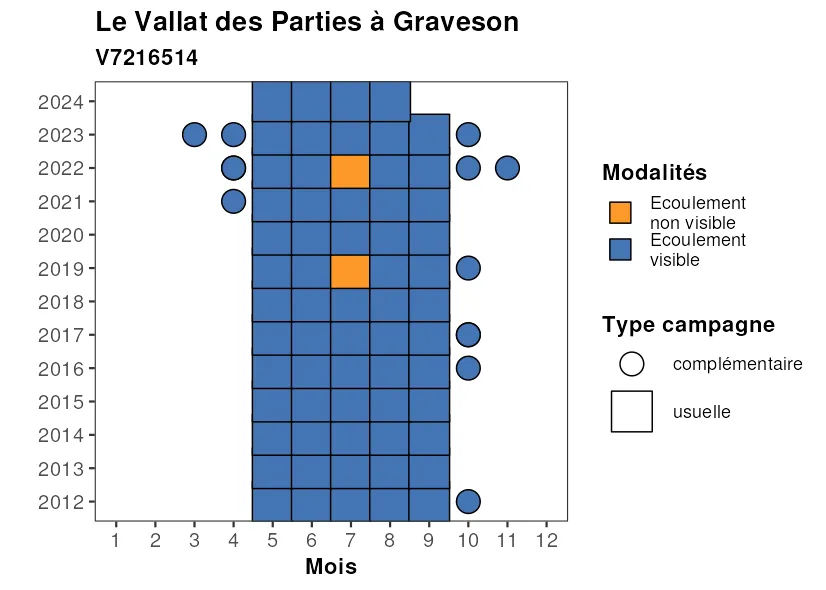 Le Vallat des Parties à Graveson
V7216514
2024
2023
2022
2021
2020
2019
2018
2017
2016
2015
2014
2013
2012
1 2 3 4 5 6 7 8 9 10 11 12
Mois
Modalités
Ecoulement
non visible
Ecoulement
visible
Type campagne
complémentaire
usuelle